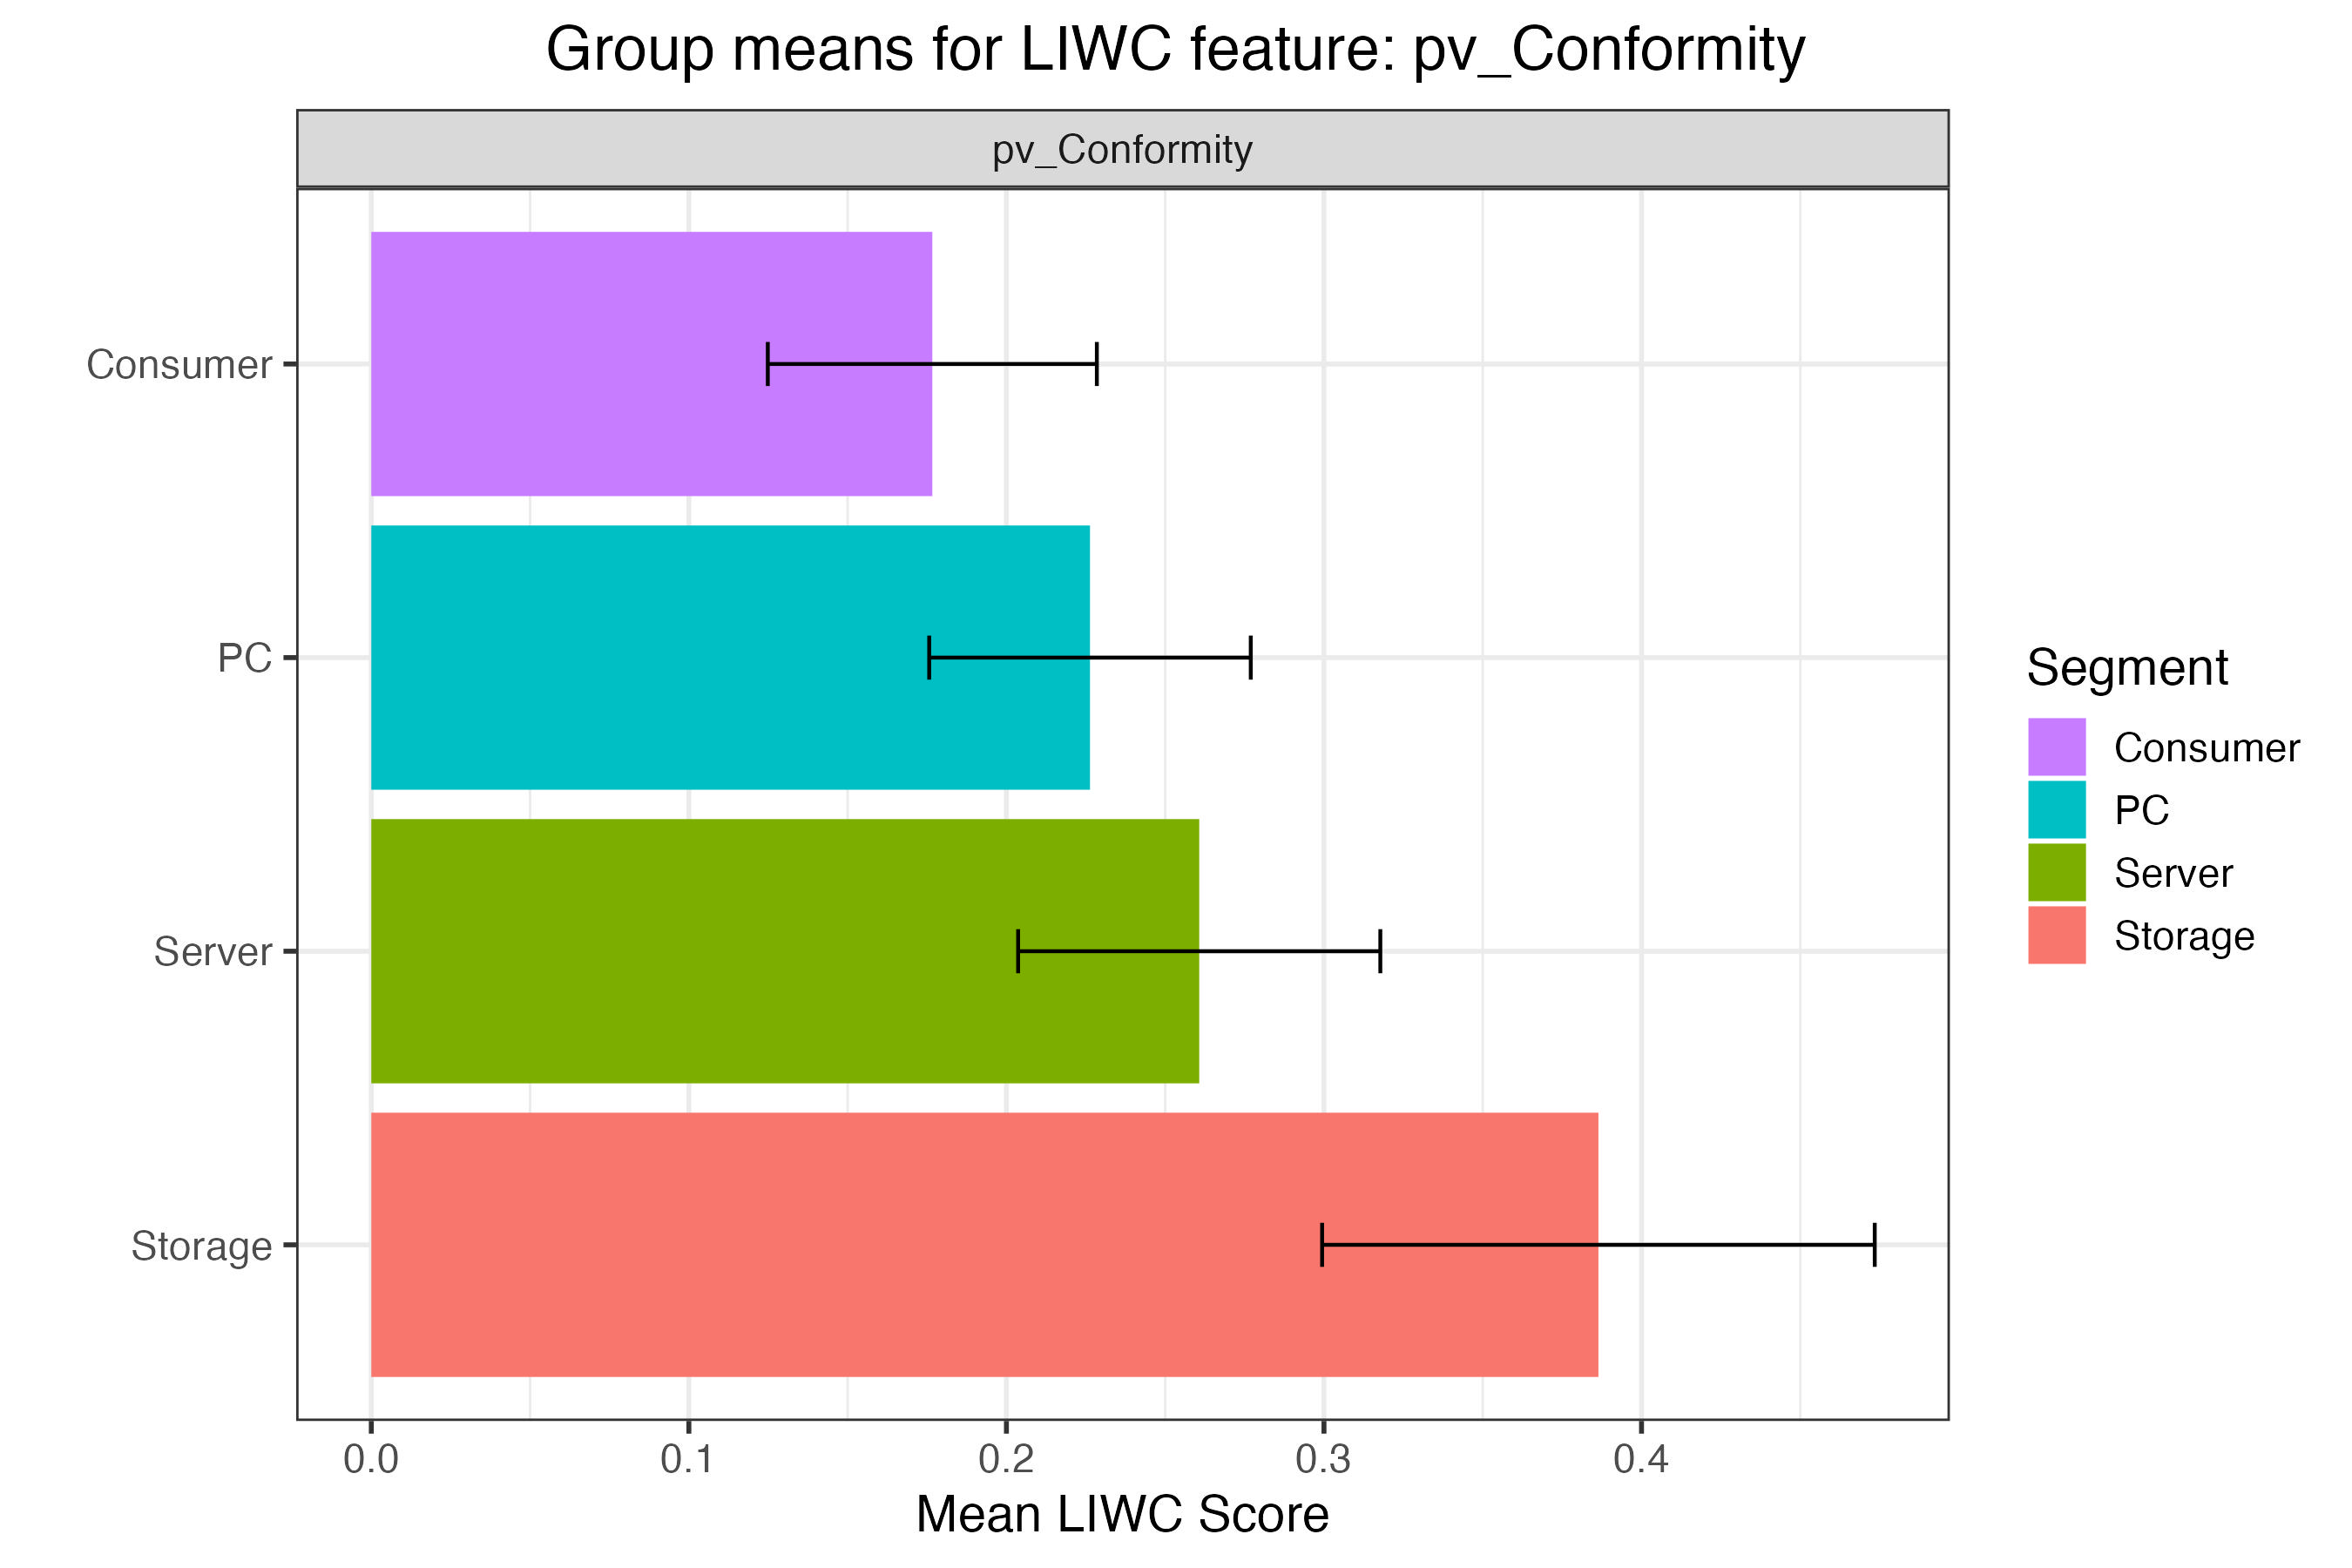 Group means for LIWC feature: pv_Conformity
pv_Conformity
Consumer
PC
Server
Storage
0.0
0.1
0.2
0.3
0.4
Mean LIWC Score
Segment
Consumer
PC
Server
Storage